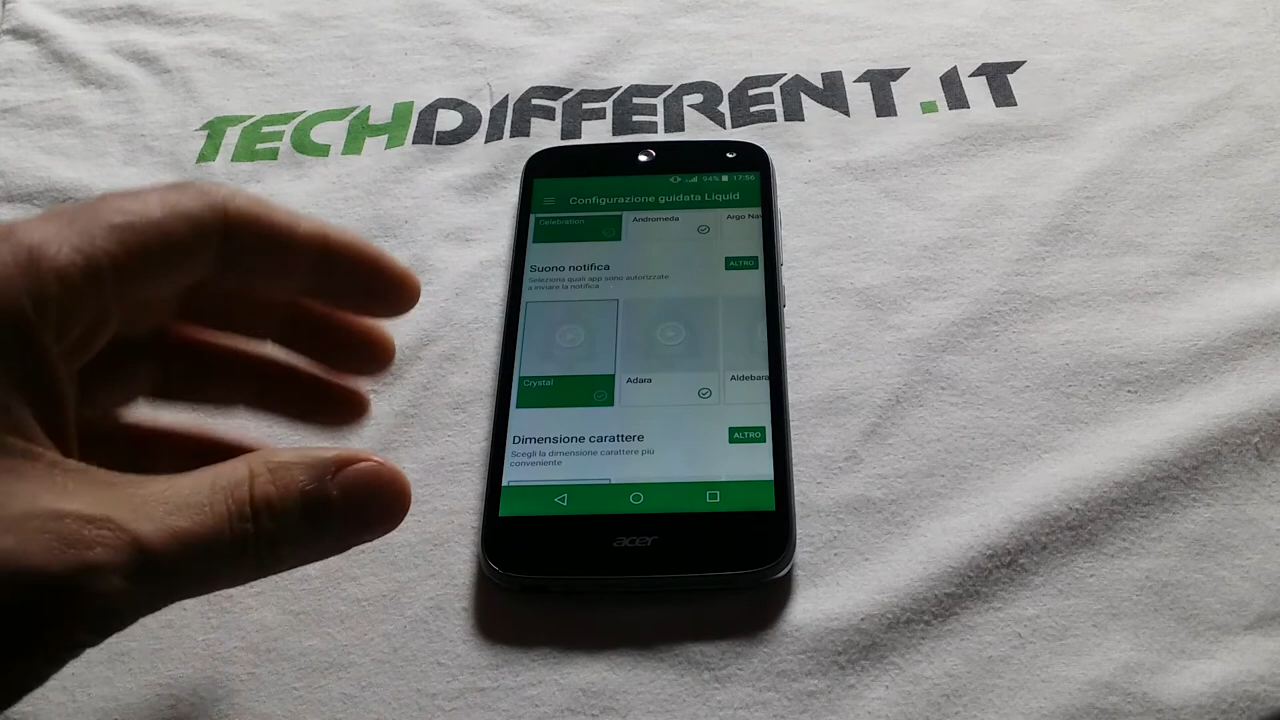 TECHDIFFERENT.IT
94% 17:56
Configurazione guidata Liquid
Celebration Andromeda Argo Nav
Suono notifica ALTRO
Seleziona quali app sono autorizzate
a inviare la notifica
Crystal Adara Aldebara
Dimensione carattere ALTRO
Scegli la dimensione carattere più
conveniente
acer